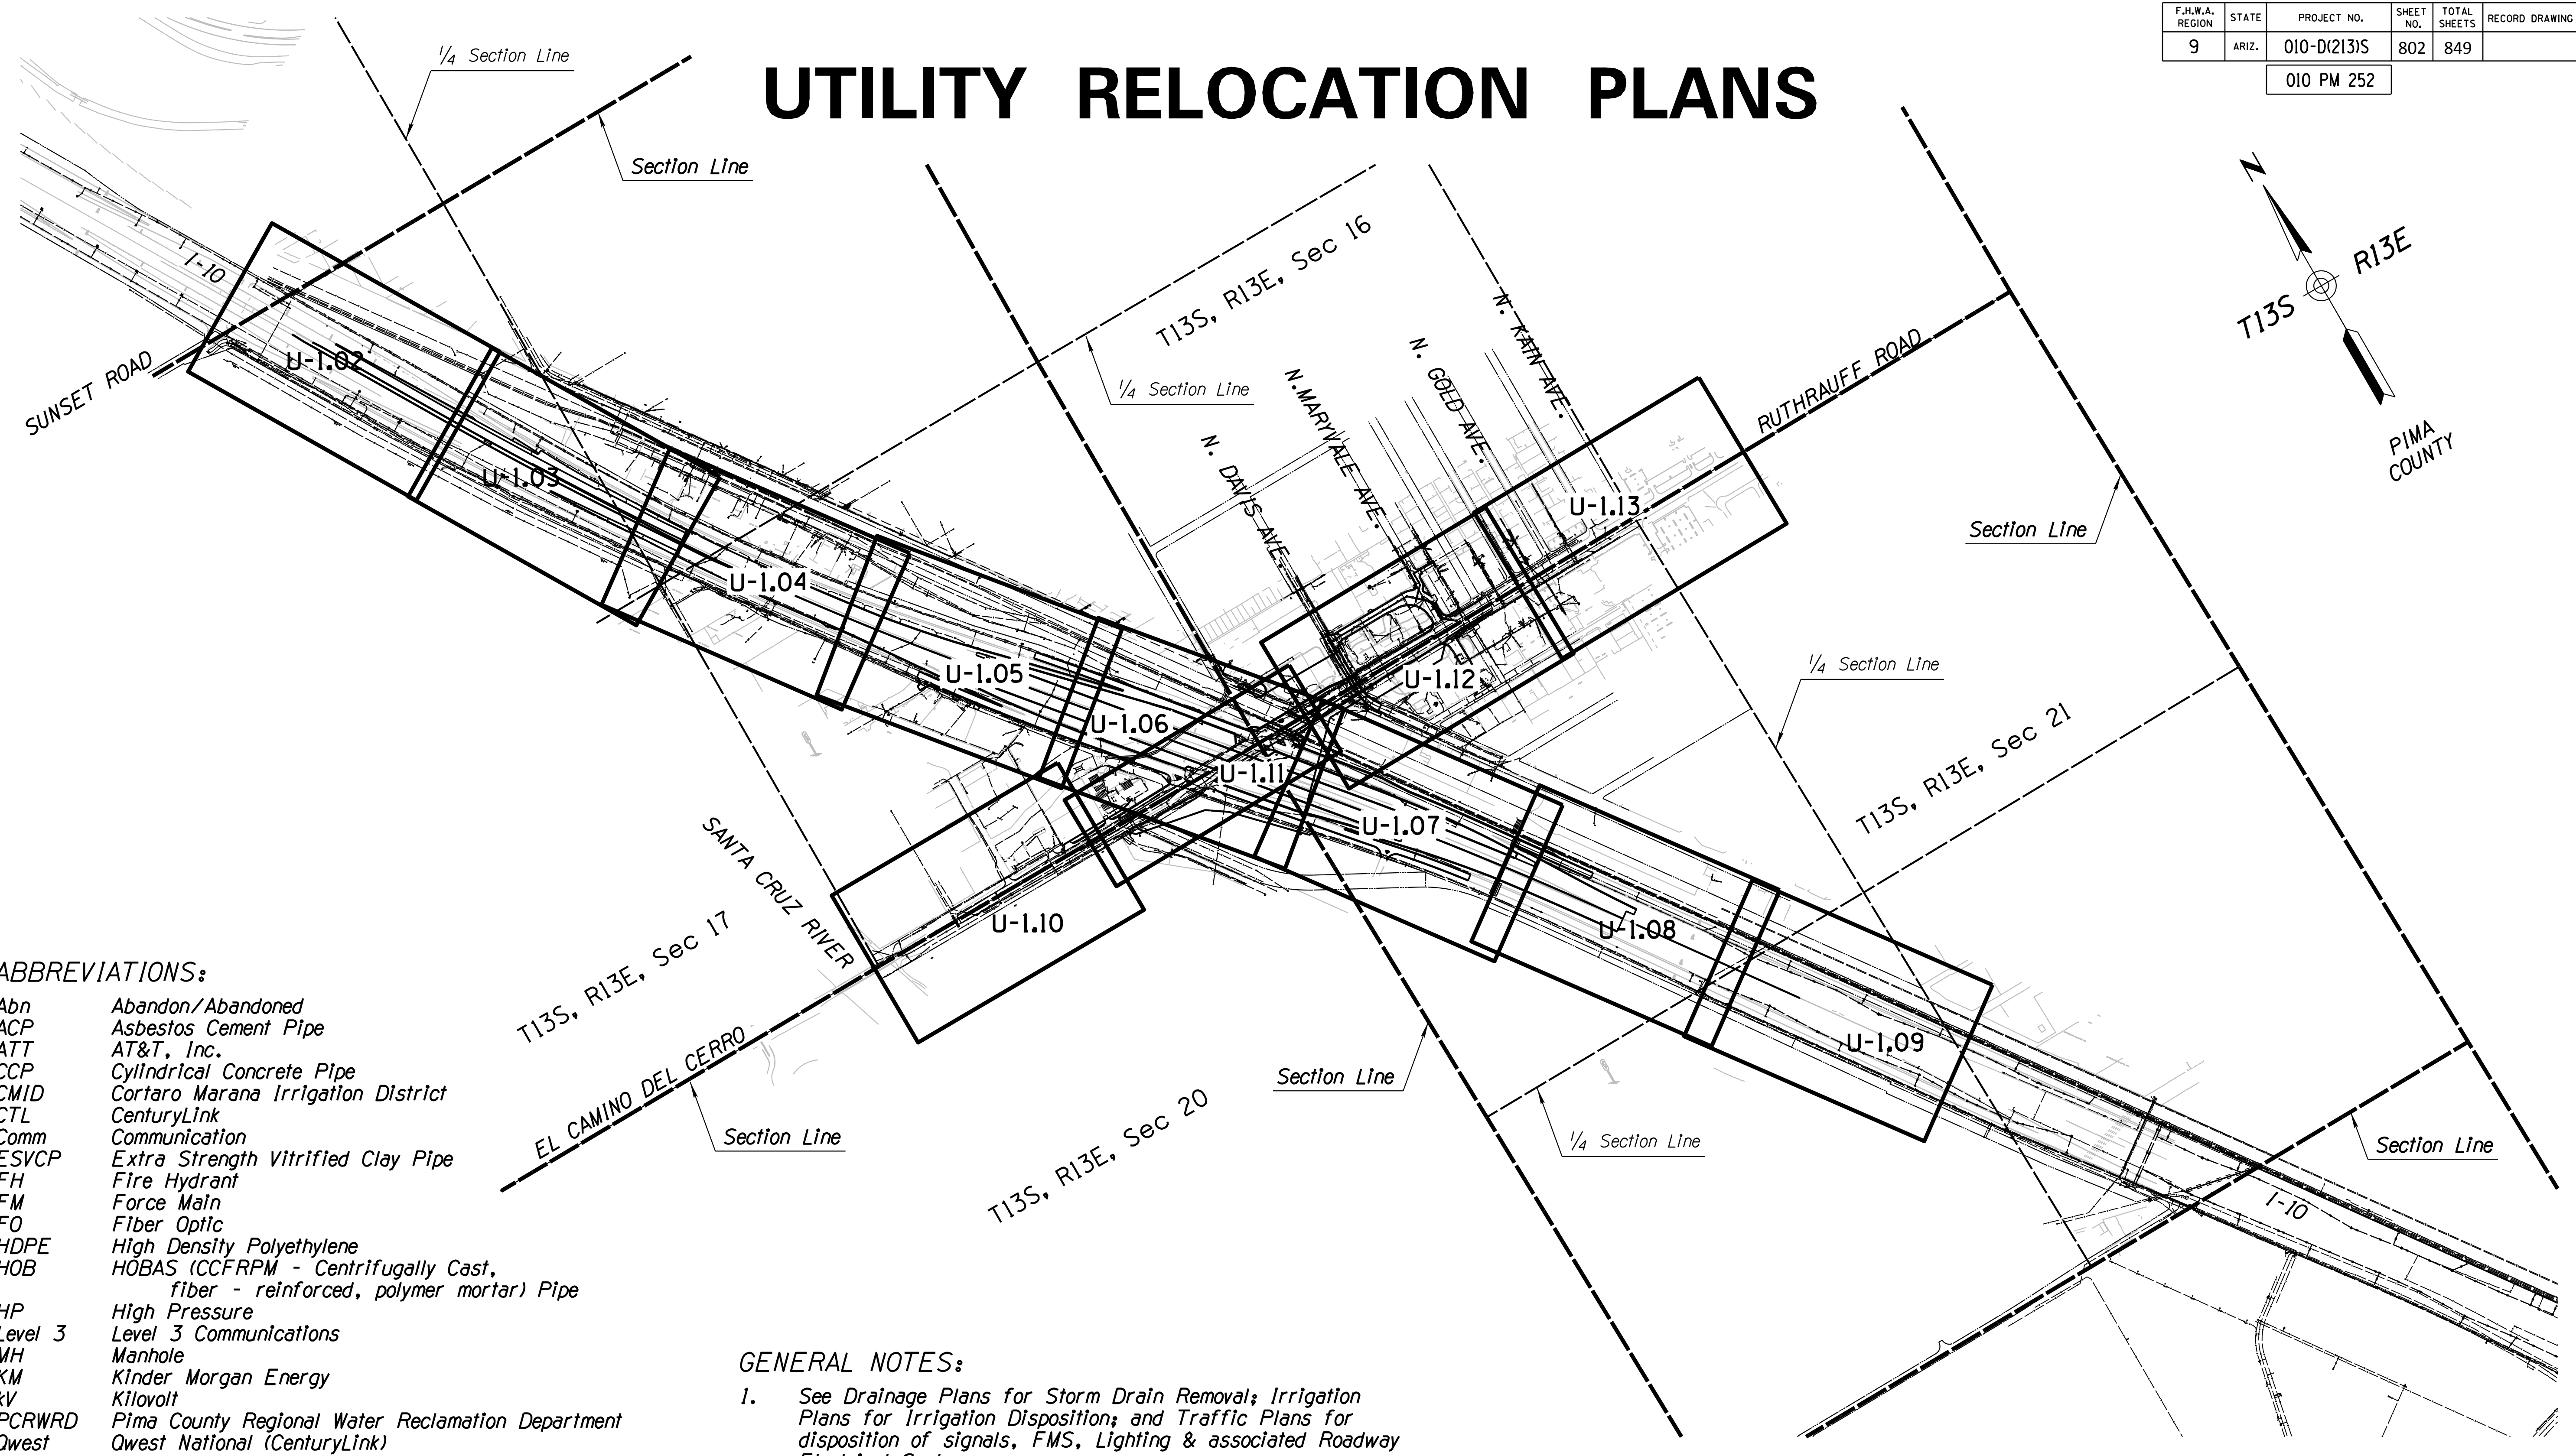 F.H.W.A. REGION STATE PROJECT NO. SHEET NO. TOTAL SHEETS RECORD DRAWING
9 ARIZ. 010-D(213)S 802 849
010 PM 252
UTILITY RELOCATION PLANS
1/4 Section Line
Section Line
N
R13E
T13S
PIMA
COUNTY
I-10
SUNSET ROAD
T13S, R13E, Sec 16
1/4 Section Line
N. KAIN AVE.
N. GOLD AVE.
N.MARYVALE AVE.
N. DAVIS AVE.
RUTHRAUFF ROAD
Section Line
U-1.02
U-1.03
U-1.04
U-1.05
U-1.06
U-1.11
U-1.12
U-1.13
U-1.07
U-1.08
U-1.09
U-1.10
1/4 Section Line
T13S, R13E, Sec 21
SANTA CRUZ RIVER
T13S, R13E, Sec 17
EL CAMINO DEL CERRO
Section Line
Section Line
T13S, R13E, Sec 20
1/4 Section Line
Section Line
I-10
ABBREVIATIONS:
Abn Abandon/Abandoned
ACP Asbestos Cement Pipe
ATT AT&T, Inc.
CCP Cylindrical Concrete Pipe
CMID Cortaro Marana Irrigation District
CTL CenturyLink
Comm Communication
ESVCP Extra Strength Vitrified Clay Pipe
FH Fire Hydrant
FM Force Main
FO Fiber Optic
HDPE High Density Polyethylene
HOB HOBAS (CCFRPM - Centrifugally Cast,
fiber - reinforced, polymer mortar) Pipe
HP High Pressure
Level 3 Level 3 Communications
MH Manhole
KM Kinder Morgan Energy
kV Kilovolt
PCRWRD Pima County Regional Water Reclamation Department
Qwest Qwest National (CenturyLink)
GENERAL NOTES:
1. See Drainage Plans for Storm Drain Removal; Irrigation
Plans for Irrigation Disposition; and Traffic Plans for
disposition of signals, FMS, Lighting & associated Roadway